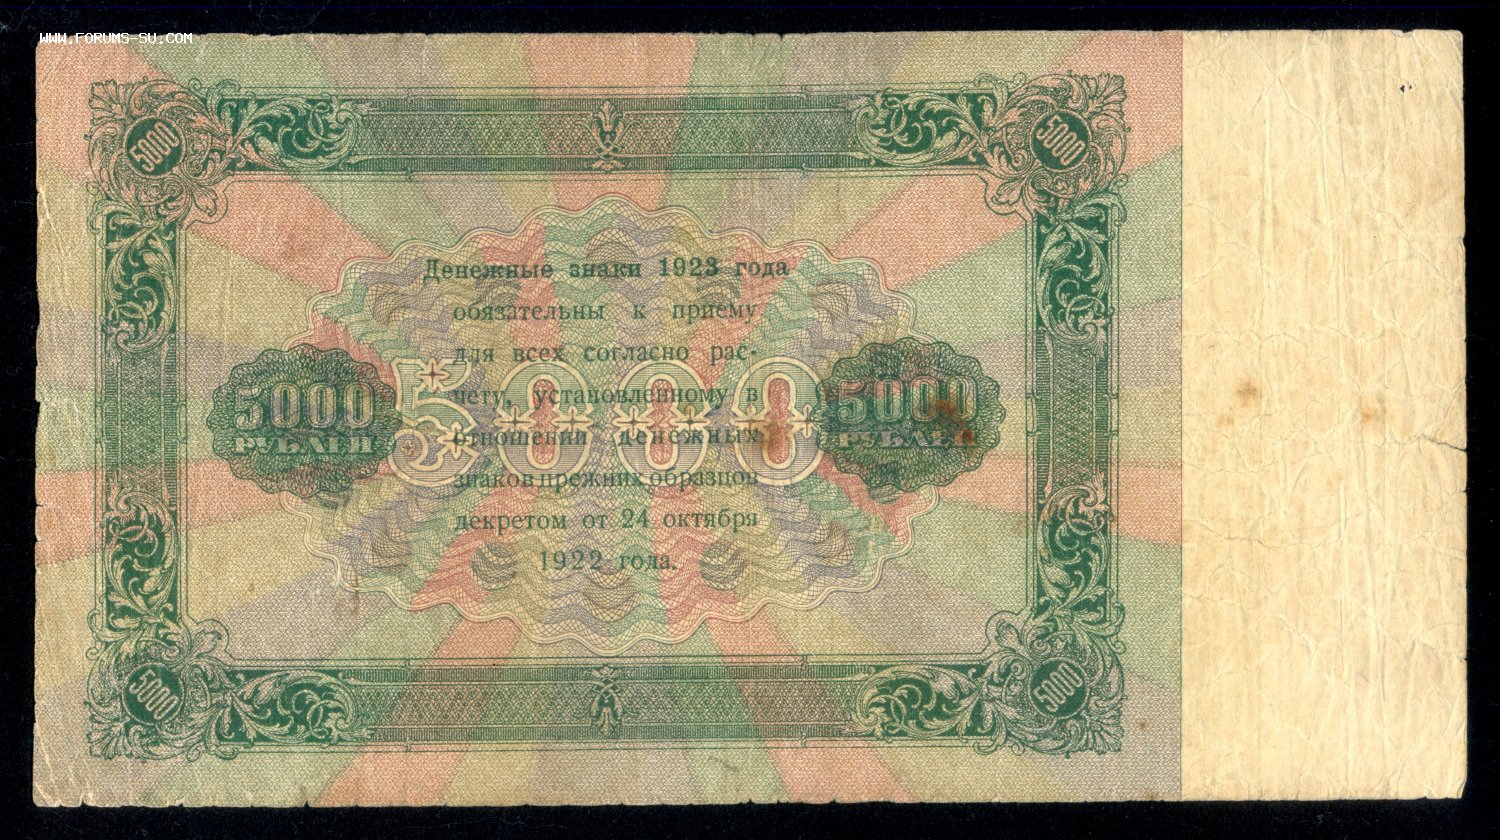 WWW.FORUMS-SU.COM
5000
5000
Денежные знаки 1923 года
обязательны к приему
для всех согласно рас-
чету, установленному в
отношении денежных
знаков прежних образцов
декретом от 24 октября
1922 года.
5000
РУБЛЕЙ
5000
5000
РУБЛЕЙ
5000
5000